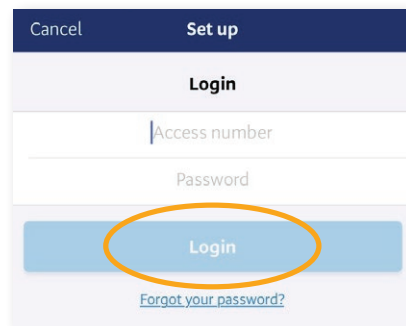 Cancel Set up
Login
Access number
Password
Login
Forgot your password?